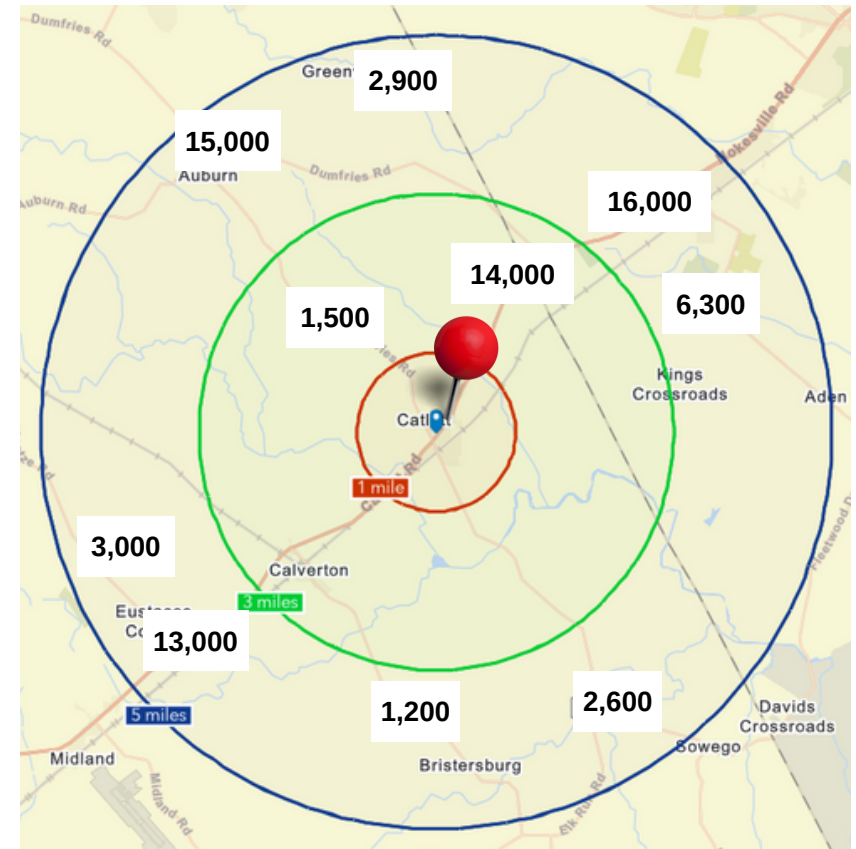 Dumfries Rd
Green
2,900
15,000
Auburn
Dumfries Rd
Nokesville Rd
Auburn Rd
16,000
14,000
6,300
1,500
Kings
Crossroads
Aden
Catlett
1 mile
3,000
Calverton
3 miles
13,000
Fleetwood D
1,200
2,600
5 miles
Davids
Crossroads
Sowego
Midland
Bristersburg
Midland Rd
Elk Run Rd